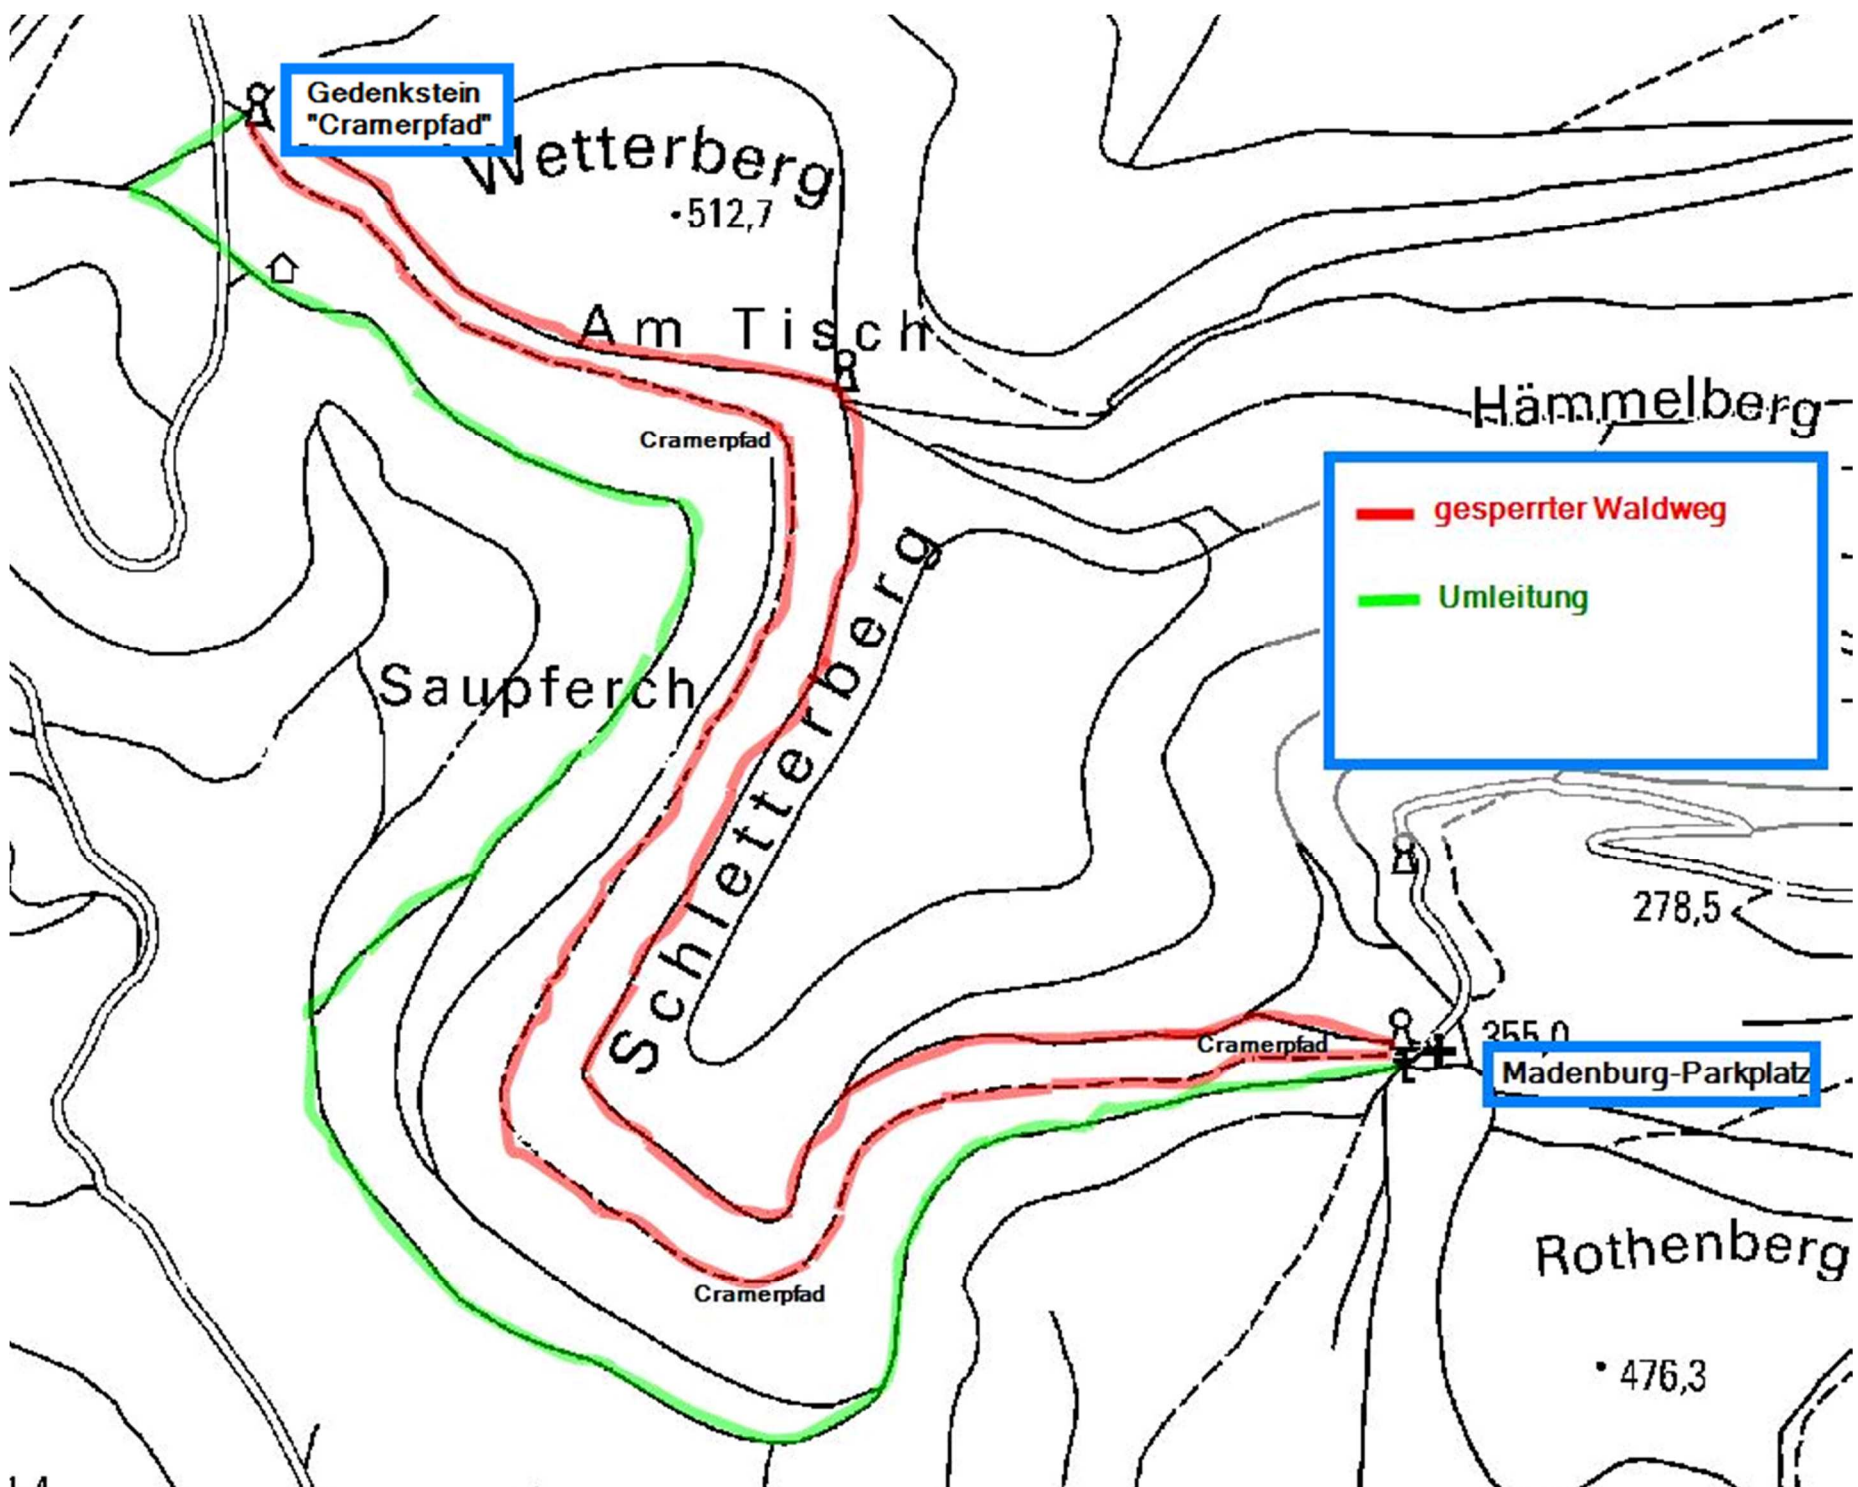 Gedenkstein
"Cramerpfad"
Wetterberg
512,7
Am Tisch
Hämmelberg
Cramerpfad
gesperrter Waldweg
Umleitung
Saupferch
Schletterberg
278,5
355,0
Cramerpfad
Madenburg-Parkplatz
Rothenberg
Cramerpfad
476,3